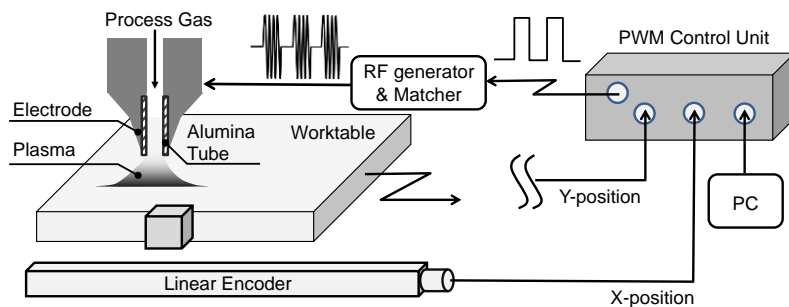 Process Gas
PWM Control Unit
RF generator
& Matcher
Electrode
Alumina
Tube
Worktable
Plasma
Y-position
PC
Linear Encoder
X-position